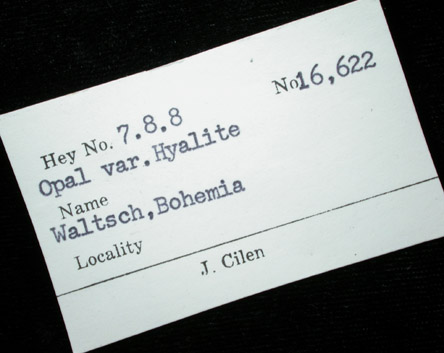 Hey No. 7.8.8 No16,622
Opal var.Hyalite
Name
Waltsch,Bohemia
Locality
J. Cilen